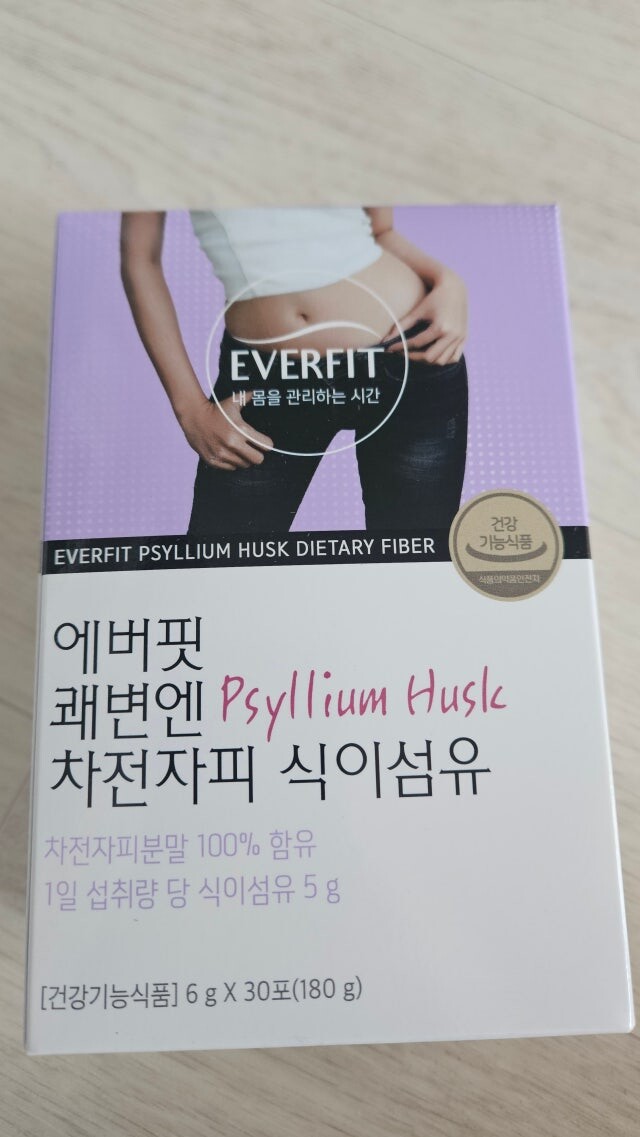 EVERFIT
내 몸을 관리하는 시간
EVERFIT PSYLLIUM HUSK DIETARY FIBER
건강
기능식품
식품의약품안전처
에버핏
쾌변엔 Psyllium Husk
차전자피 식이섬유
차전자피분말 100% 함유
1일 섭취량 당 식이섬유 5 g
[건강기능식품] 6 g X 30포(180 g)